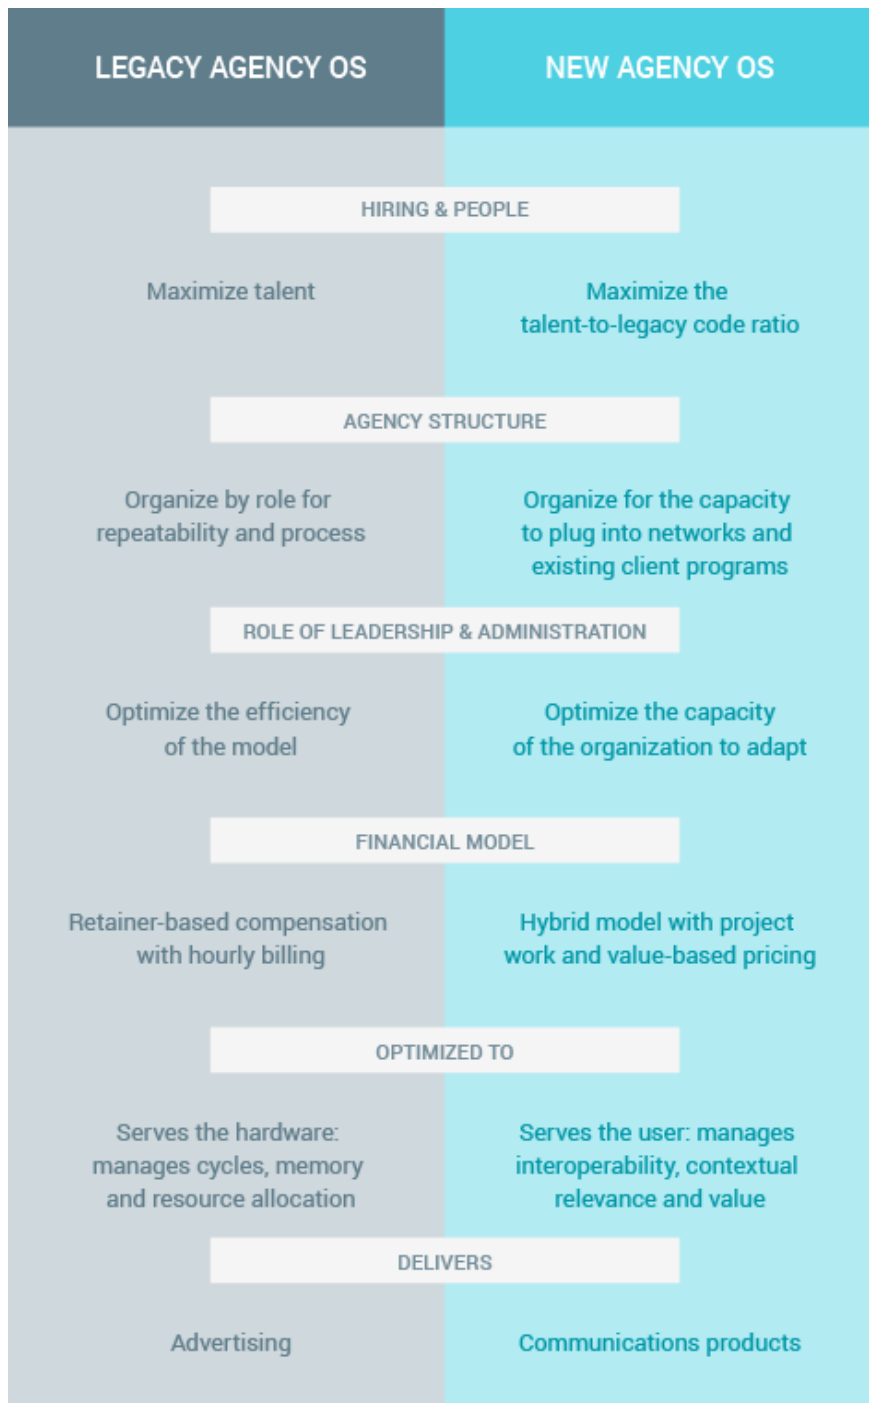 LEGACY AGENCY OS
NEW AGENCY OS
HIRING & PEOPLE
Maximize talent
Maximize the
talent-to-legacy code ratio
AGENCY STRUCTURE
Organize by role for
repeatability and process
Organize for the capacity
to plug into networks and
existing client programs
ROLE OF LEADERSHIP & ADMINISTRATION
Optimize the efficiency
of the model
Optimize the capacity
of the organization to adapt
FINANCIAL MODEL
Retainer-based compensation
with hourly billing
Hybrid model with project
work and value-based pricing
OPTIMIZED TO
Serves the hardware:
manages cycles, memory
and resource allocation
Serves the user: manages
interoperability, contextual
relevance and value
DELIVERS
Advertising
Communications products